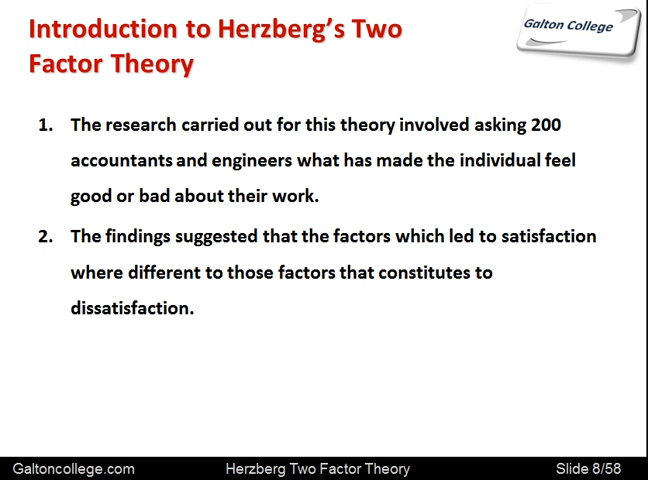 Introduction to Herzberg's Two
Factor Theory
Galton College
1. The research carried out for this theory involved asking 200
accountants and engineers what has made the individual feel
good or bad about their work.
2. The findings suggested that the factors which led to satisfaction
where different to those factors that constitutes to
dissatisfaction.
Galtoncollege.com Herzberg Two Factor Theory Slide 8/58